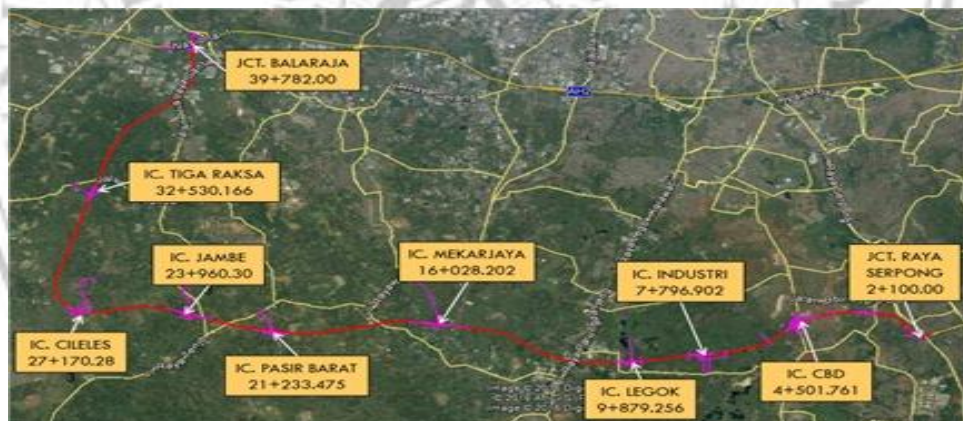 JCT. BALARAJA
39+782.00
IC. TIGA RAKSA
32+530.166
IC. JAMBE
23+960.30
IC. MEKARJAYA
16+028.202
IC. INDUSTRI
7+796.902
JCT. RAYA
SERPONG
2+100.00
IC. CILELES
27+170.28
IC. PASIR BARAT
21+233.475
IC. LEGOK
9+879.256
IC. CBD
4+501.761